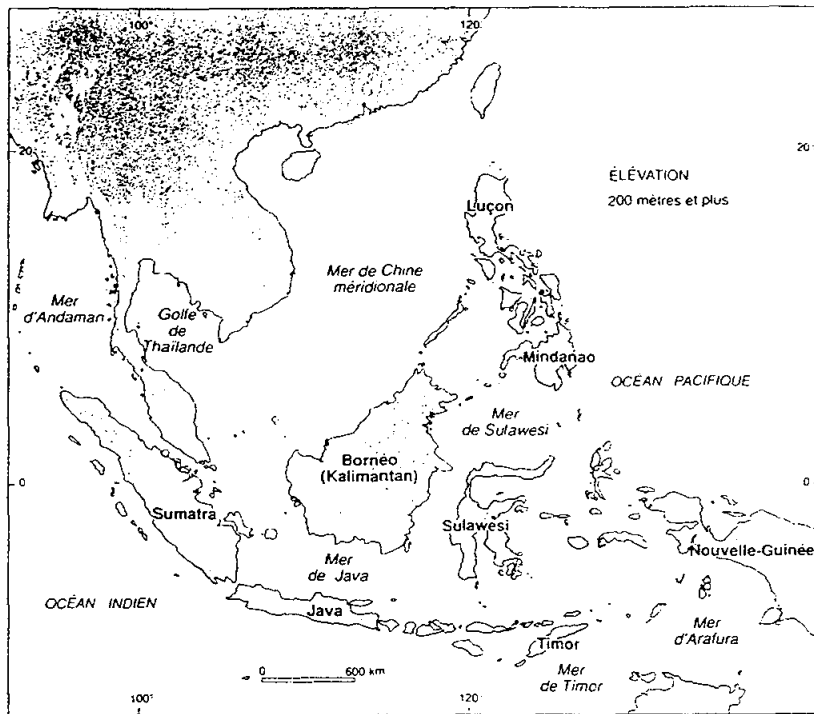 100°
120°
20
20°
ÉLÉVATION
200 mètres et plus
Luçon
Mer de Chine
méridionale
Mer
d'Andaman
Golfe
de
Thaïlande
Mindanao
OCÉAN PACIFIQUE
Mer
de Sulawesi
0
0
Bornéo
(Kalimantan)
Sumatra
Sulawesi
Nouvelle-Guinée
Mer
de Java
OCÉAN INDIEN
Java
Mer
d'Arafura
Timor
Mer
de Timor
0 600 km
100°
120°